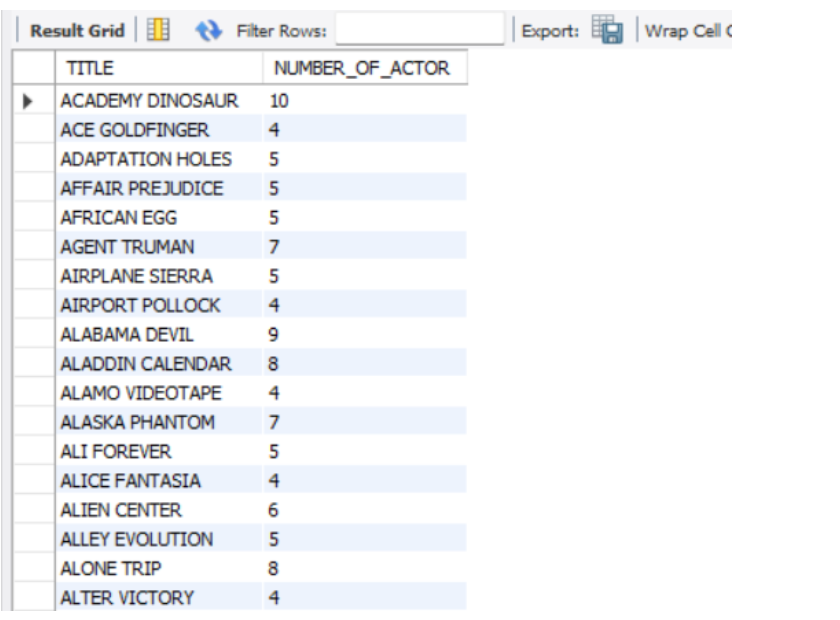 Result Grid Filter Rows: Export: Wrap Cell
TITLE NUMBER_OF_ACTOR
ACADEMY DINOSAUR 10
ACE GOLDFINGER 4
ADAPTATION HOLES 5
AFFAIR PREJUDICE 5
AFRICAN EGG 5
AGENT TRUMAN 7
AIRPLANE SIERRA 5
AIRPORT POLLOCK 4
ALABAMA DEVIL 9
ALADDIN CALENDAR 8
ALAMO VIDEOTAPE 4
ALASKA PHANTOM 7
ALI FOREVER 5
ALICE FANTASIA 4
ALIEN CENTER 6
ALLEY EVOLUTION 5
ALONE TRIP 8
ALTER VICTORY 4